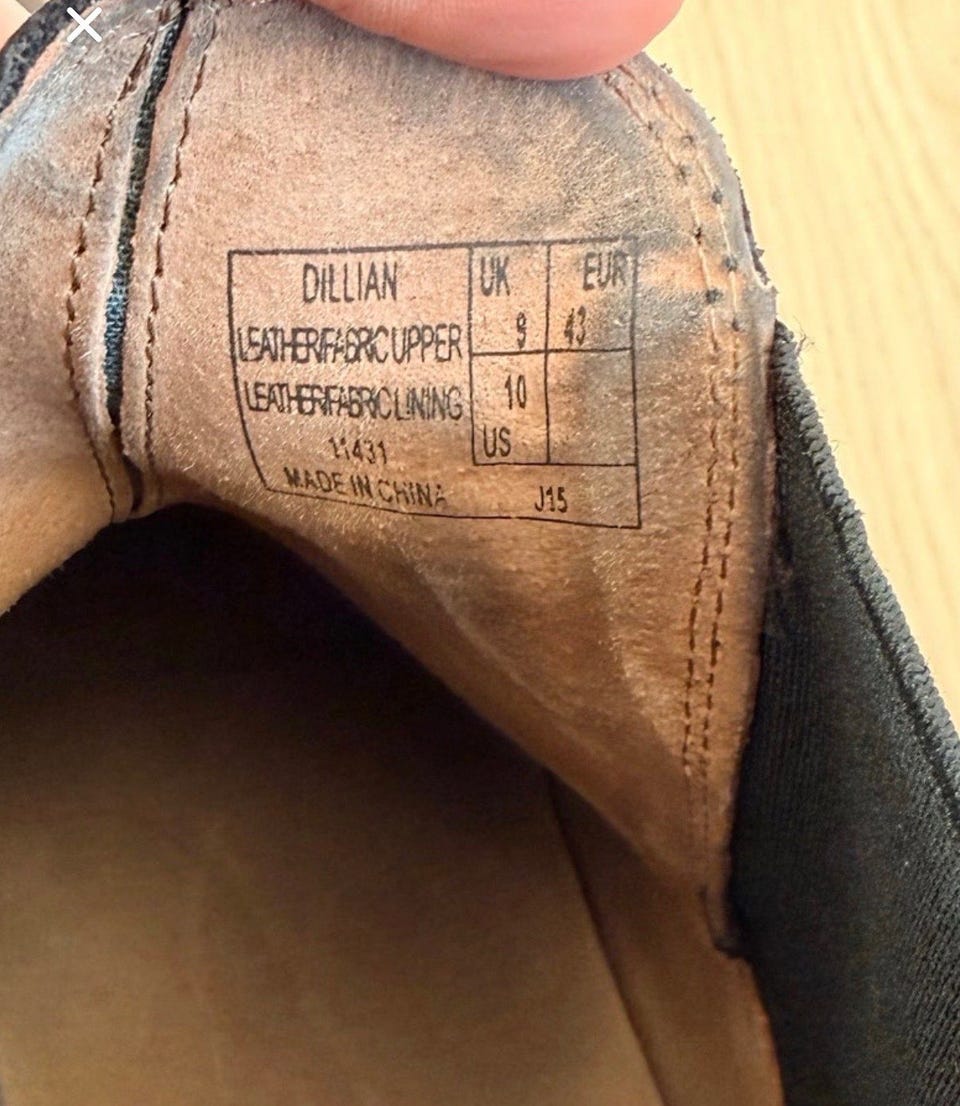 DILLIAN
LEATHER/FABRIC UPPER
LEATHER/FABRIC LINING
11431
MADE IN CHINA
UK EUR
9 43
10
US
J15